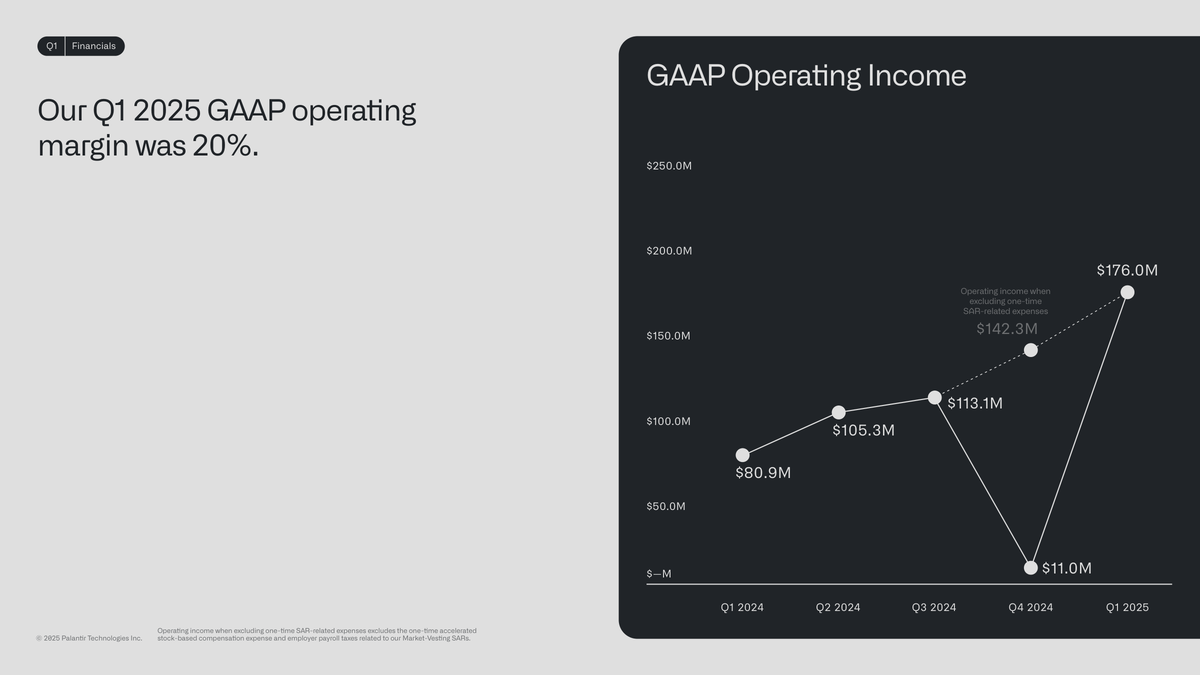 Q1 Financials
Our Q1 2025 GAAP operating
margin was 20%.
GAAP Operating Income
$250.0M
$200.0M
$176.0M
Operating income when
excluding one-time
SAR-related expenses
$142.3M
$150.0M
$113.1M
$100.0M
$105.3M
$80.9M
$50.0M
$11.0M
$—M
Q1 2024 Q2 2024 Q3 2024 Q4 2024 Q1 2025
© 2025 Palantir Technologies Inc.
Operating income when excluding one-time SAR-related expenses excludes the one-time accelerated
stock-based compensation expense and employer payroll taxes related to our Market-Vesting SARs.